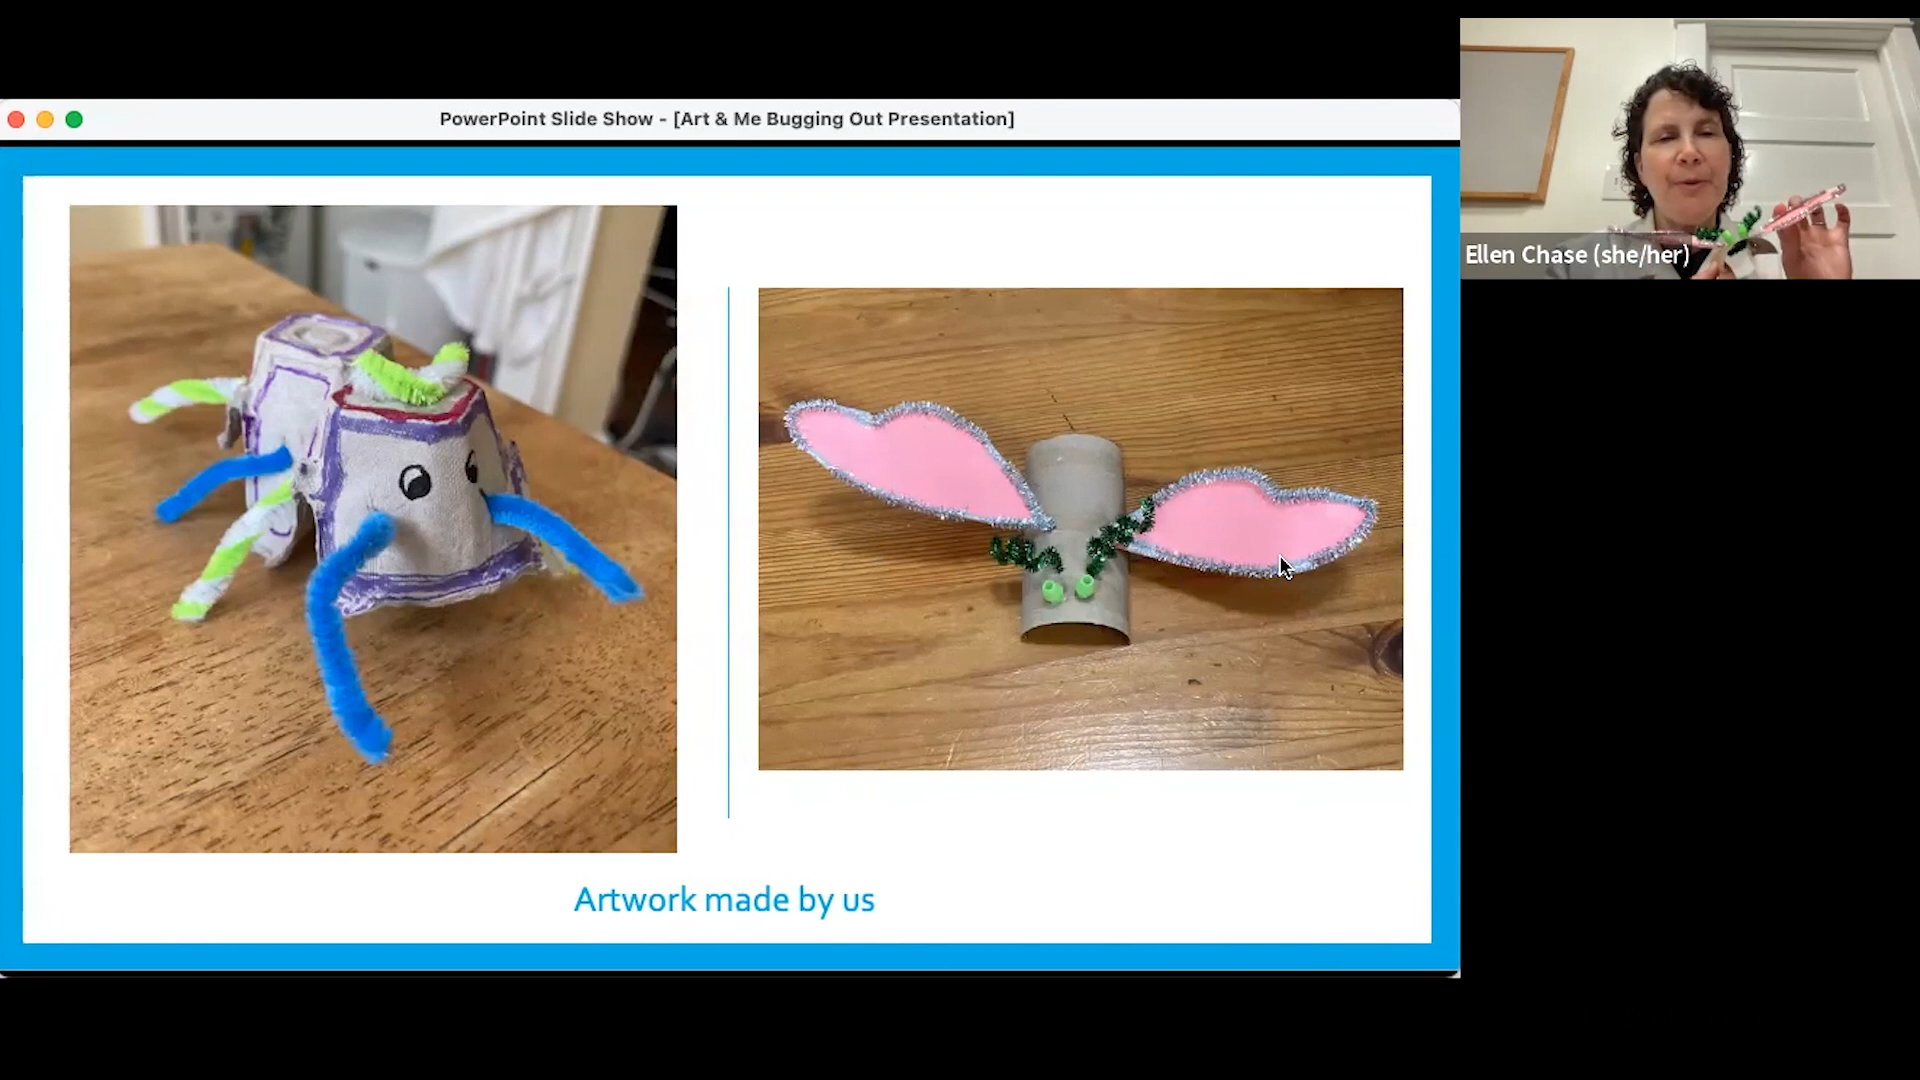 PowerPoint Slide Show - [Art & Me Bugging Out Presentation]
Ellen Chase (she/her)
Artwork made by us